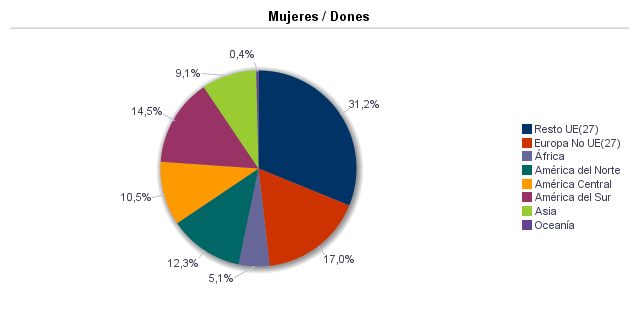 Mujeres / Dones
0,4%
9,1%
31,2%
14,5%
10,5%
12,3%
5,1%
17,0%
Resto UE(27)
Europa No UE(27)
África
América del Norte
América Central
América del Sur
Asia
Oceanía